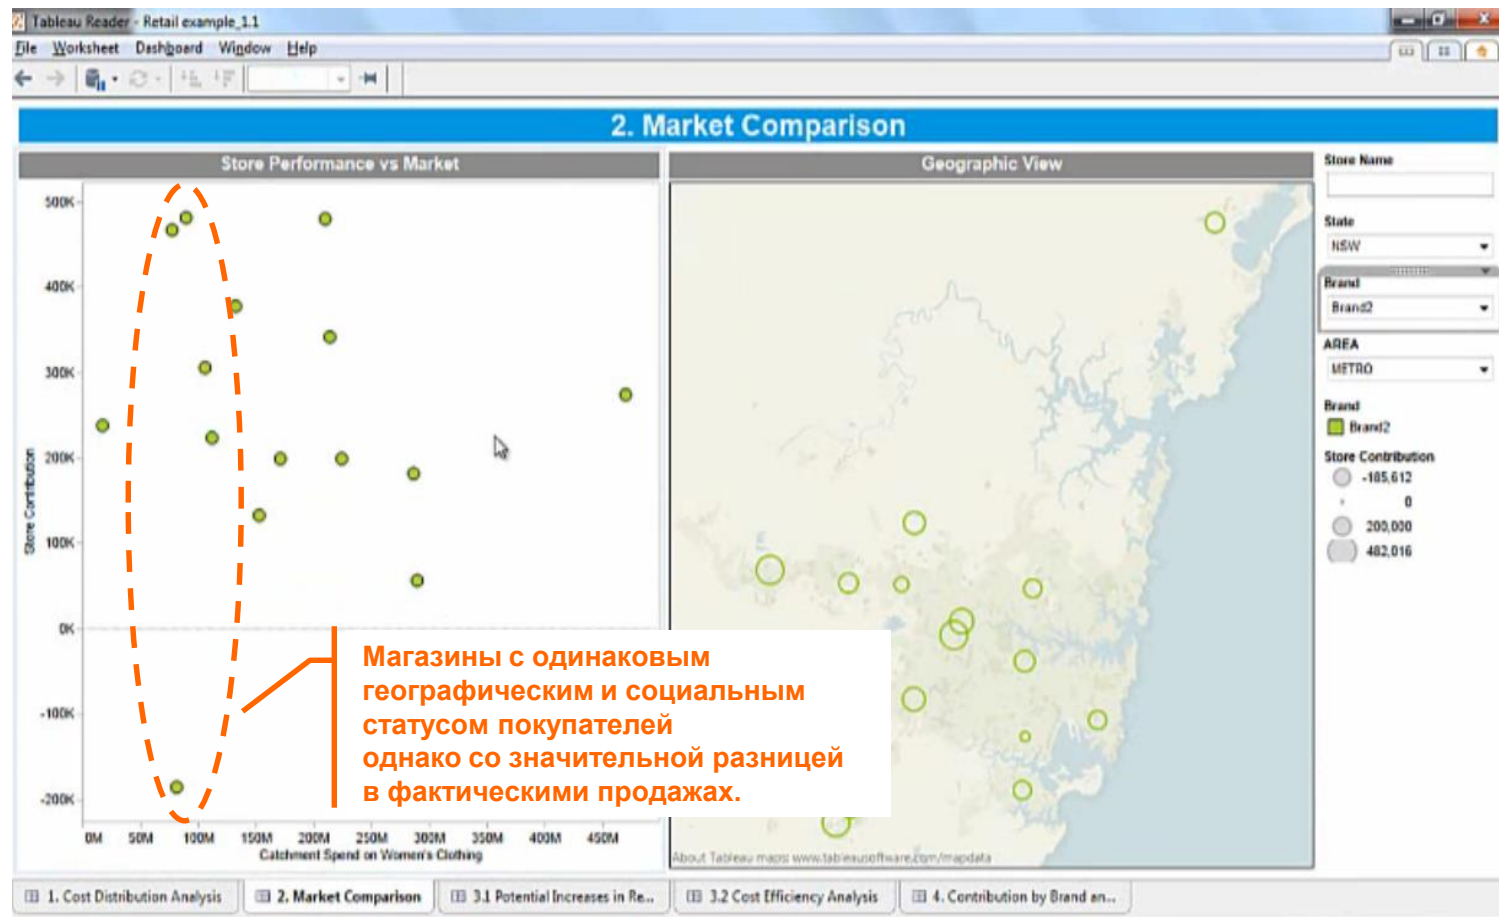 Tableau Reader - Retail example_1.1
File Worksheet Dashboard Window Help
2. Market Comparison
Store Performance vs Market
Geographic View
Store Name
State
NSW
Brand
Brand2
AREA
METRO
Brand
Brand2
Store Contribution
-185,612
0
200,000
482,016
Store Contribution
500K
400K
300K
200K
100K
0K
-100K
-200K
0M 50M 100M 150M 200M 250M 300M 350M 400M 450M
Catchment Spend on Women's Clothing
Магазины с одинаковым
географическим и социальным
статусом покупателей
однако со значительной разницей
в фактическими продажах.
About Tableau maps: www.tableausoftware.com/mapdata
1. Cost Distribution Analysis 2. Market Comparison 3.1 Potential Increases in Re... 3.2 Cost Efficiency Analysis 4. Contribution by Brand an...